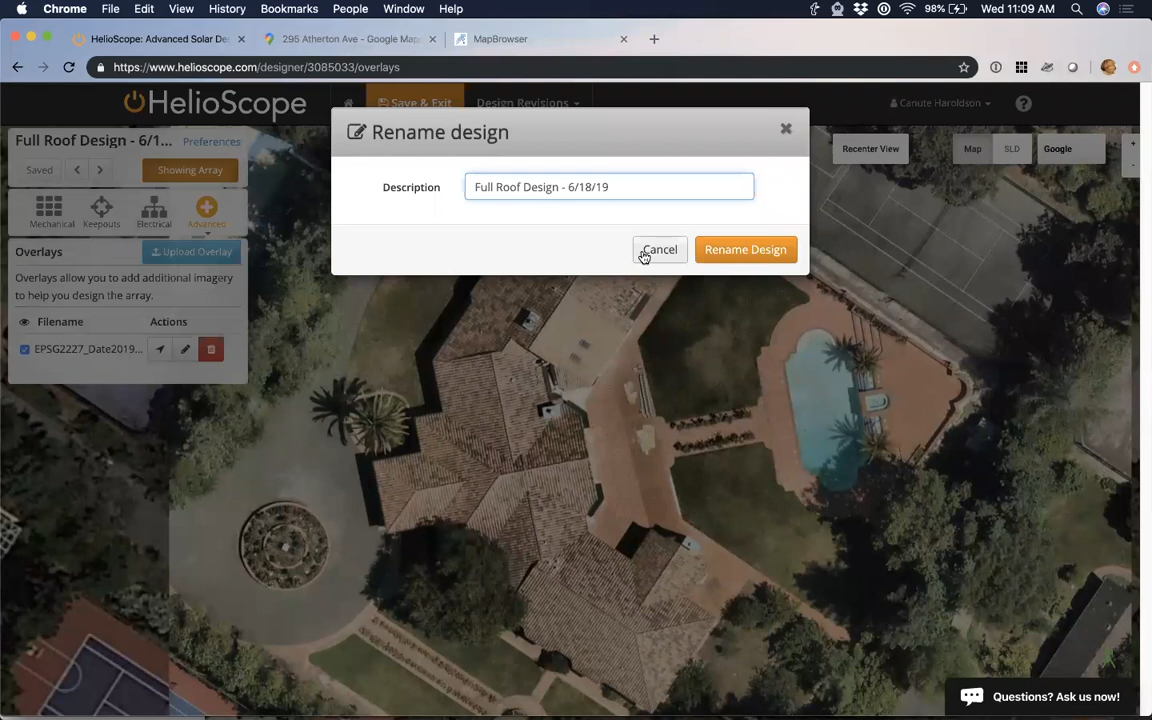 Chrome File Edit View History Bookmarks People Window Help 98% Wed 11:09 AM
HelioScope: Advanced Solar De
295 Atherton Ave - Google Map
MapBrowser
https://www.helioscope.com/designer/3085033/overlays
HelioScope
Save & Exit
Design Revisions
Canute Haroldson
Rename design
Full Roof Design - 6/1...
Preferences
Saved
Showing Array
Recenter View
Map
SLD
Google
+
-
Description
Full Roof Design - 6/18/19
Mechanical
Keepouts
Electrical
Advanced
Cancel
Rename Design
Overlays
Upload Overlay
Overlays allow you to add additional imagery
to help you design the array.
Filename
Actions
EPSG2227_Date2019...
Questions? Ask us now!